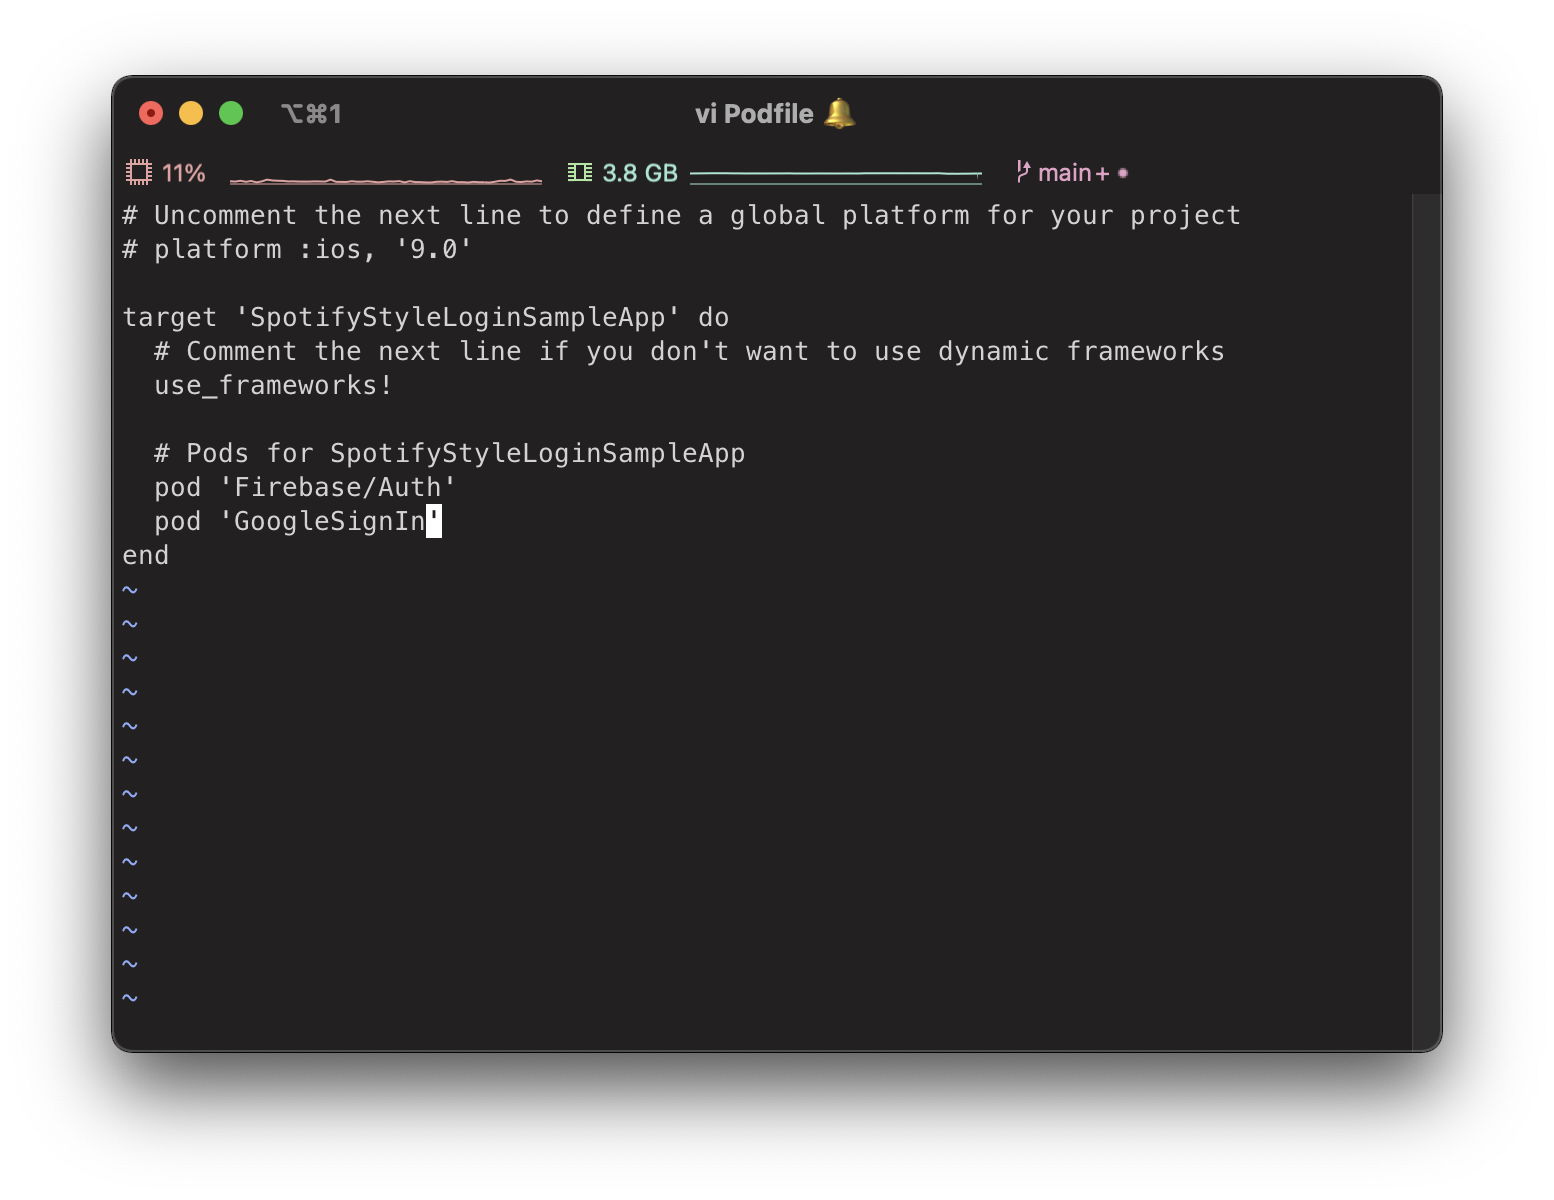 ⌥⌘1
vi Podfile 🔔
11%
3.8 GB
main+ ●
# Uncomment the next line to define a global platform for your project
# platform :ios, '9.0'
target 'SpotifyStyleLoginSampleApp' do
# Comment the next line if you don't want to use dynamic frameworks
use_frameworks!
# Pods for SpotifyStyleLoginSampleApp
pod 'Firebase/Auth'
pod 'GoogleSignIn'
end
~
~
~
~
~
~
~
~
~
~
~
~
~